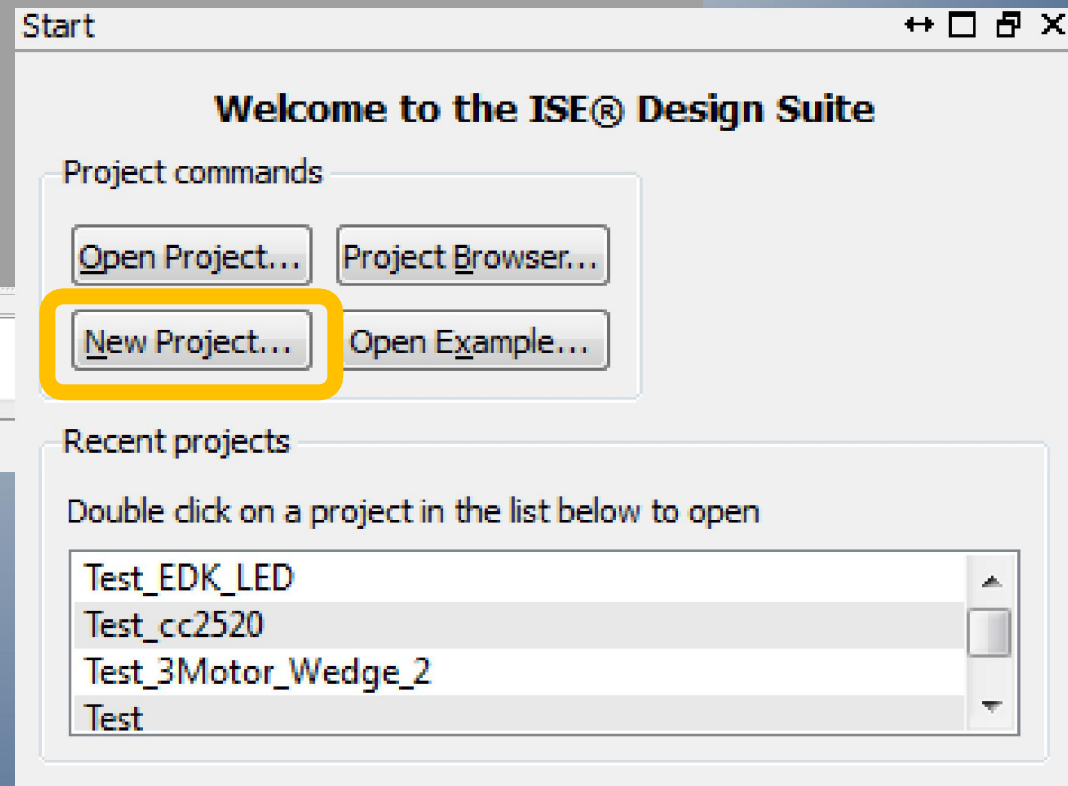 Start
Welcome to the ISE® Design Suite
Project commands
Open Project... Project Browser...
New Project... Open Example...
Recent projects
Double click on a project in the list below to open
Test_EDK_LED
Test_cc2520
Test_3Motor_Wedge_2
Test